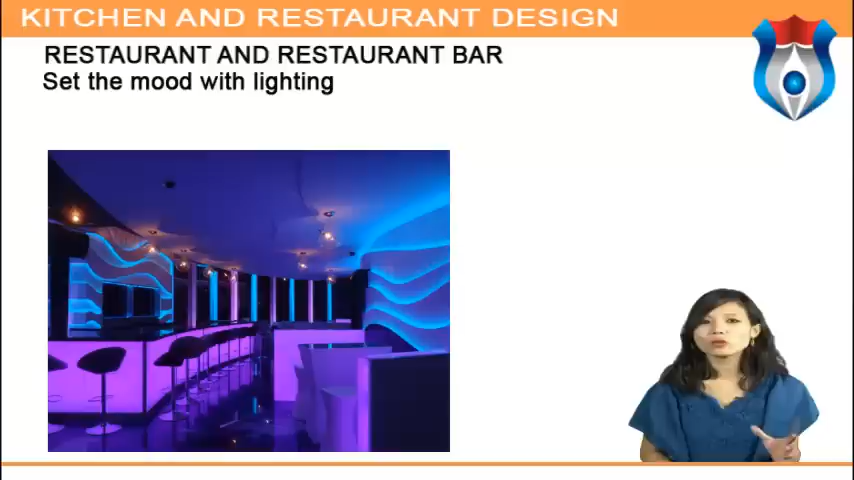 KITCHEN AND RESTAURANT DESIGN
RESTAURANT AND RESTAURANT BAR
Set the mood with lighting